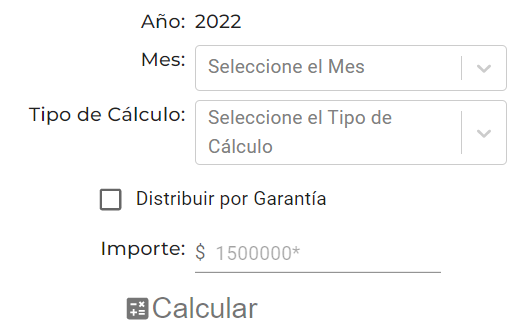 Año: 2022
Mes: Seleccione el Mes
Tipo de Cálculo: Seleccione el Tipo de
Cálculo
Distribuir por Garantía
Importe: $ 1500000*
Calcular